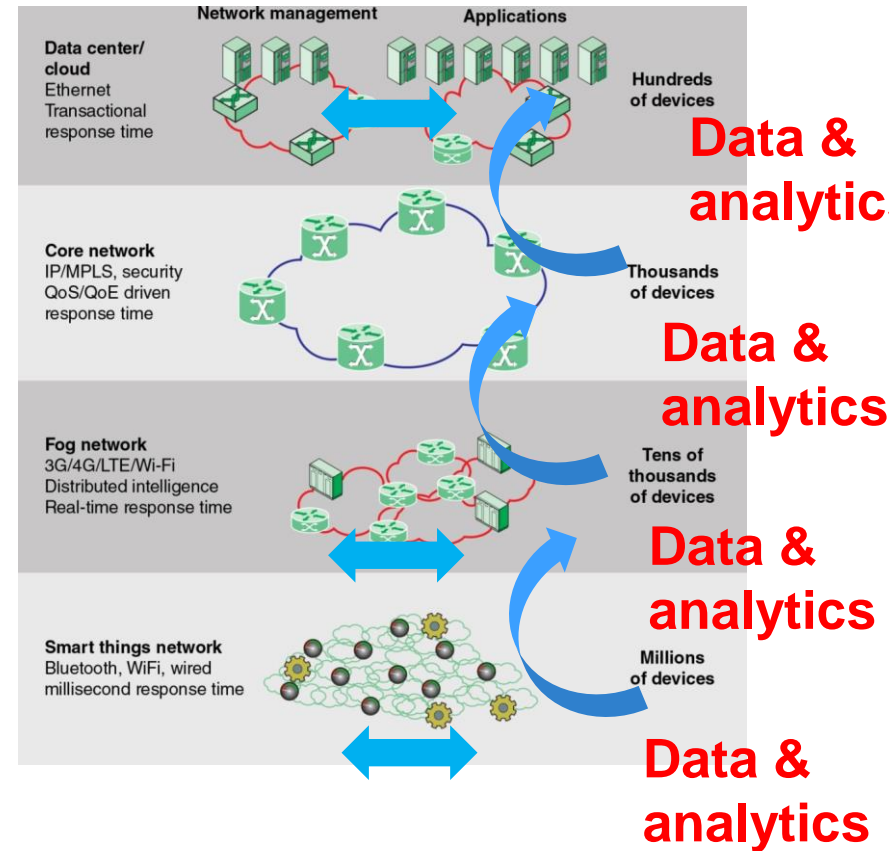 Network management
Applications
Data center/
cloud
Ethernet
Transactional
response time
Hundreds
of devices
Data &
analytics
Core network
IP/MPLS, security
QoS/QoE driven
response time
Thousands
of devices
Data &
analytics
Fog network
3G/4G/LTE/Wi-Fi
Distributed intelligence
Real-time response time
Tens of
thousands
of devices
Data &
analytics
Smart things network
Bluetooth, WiFi, wired
millisecond response time
Millions
of devices
Data &
analytics